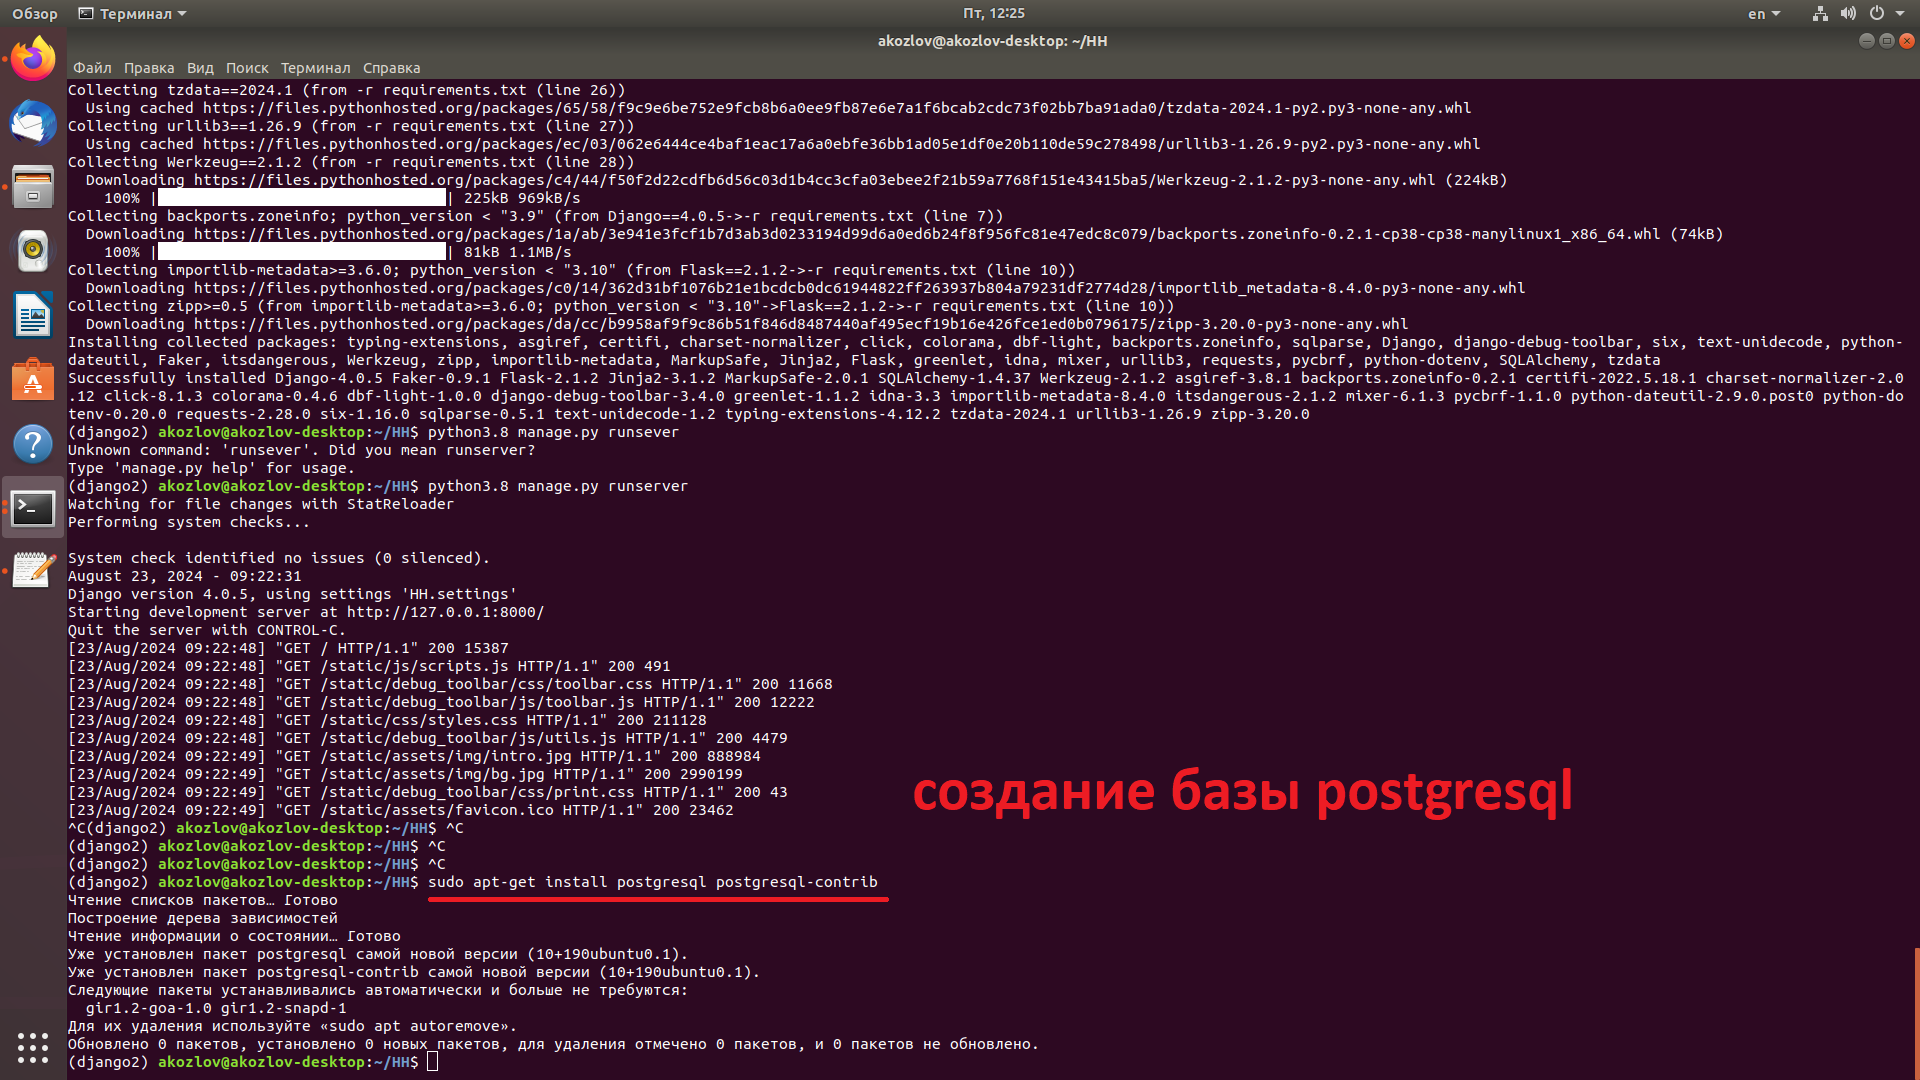 Обзор
Терминал
Пт, 12:25
en
akozlov@akozlov-desktop: ~/HH
Файл Правка Вид Поиск Терминал Справка
Collecting tzdata==2024.1 (from -r requirements.txt (line 26))
  Using cached https://files.pythonhosted.org/packages/65/58/f9c9e6be752e9fcb8b6a0ee9fb87e6e7a1f6bcab2cdc73f02bb7ba91ada0/tzdata-2024.1-py2.py3-none-any.whl
Collecting urllib3==1.26.9 (from -r requirements.txt (line 27))
  Using cached https://files.pythonhosted.org/packages/ec/03/062e6444ce4baf1eac17a6a0ebfe36bb1ad05e1df0e20b110de59c278498/urllib3-1.26.9-py2.py3-none-any.whl
Collecting Werkzeug==2.1.2 (from -r requirements.txt (line 28))
  Downloading https://files.pythonhosted.org/packages/c4/44/f50f2d22cdfb6d56c03d1b4cc3cfa03ebee2f21b59a7768f151e43415ba5/Werkzeug-2.1.2-py3-none-any.whl (224kB)
    100% | | 225kB 969kB/s
Collecting backports.zoneinfo; python_version < "3.9" (from Django==4.0.5->-r requirements.txt (line 7))
  Downloading https://files.pythonhosted.org/packages/1a/ab/3e941e3fcf1b7d3ab3d0233194d99d6a0ed6b24f8f956fc81e47edc8c079/backports.zoneinfo-0.2.1-cp38-cp38-manylinux1_x86_64.whl (74kB)
    100% | | 81kB 1.1MB/s
Collecting importlib-metadata>=3.6.0; python_version < "3.10" (from Flask==2.1.2->-r requirements.txt (line 10))
  Downloading https://files.pythonhosted.org/packages/c0/14/362d31bf1076b21e1bcdcb0dc61944822ff263937b804a79231df2774d28/importlib_metadata-8.4.0-py3-none-any.whl
Collecting zipp>=0.5 (from importlib-metadata>=3.6.0; python_version < "3.10"->Flask==2.1.2->-r requirements.txt (line 10))
  Downloading https://files.pythonhosted.org/packages/da/cc/b9958af9f9c86b51f846d8487440af495ecf19b16e426fce1ed0b0796175/zipp-3.20.0-py3-none-any.whl
Installing collected packages: typing-extensions, asgiref, certifi, charset-normalizer, click, colorama, dbf-light, backports.zoneinfo, sqlparse, Django, django-debug-toolbar, six, text-unidecode, python-
dateutil, Faker, itsdangerous, Werkzeug, zipp, importlib-metadata, MarkupSafe, Jinja2, Flask, greenlet, idna, mixer, urllib3, requests, pycbrf, python-dotenv, SQLAlchemy, tzdata
Successfully installed Django-4.0.5 Faker-0.9.1 Flask-2.1.2 Jinja2-3.1.2 MarkupSafe-2.0.1 SQLAlchemy-1.4.37 Werkzeug-2.1.2 asgiref-3.8.1 backports.zoneinfo-0.2.1 certifi-2022.5.18.1 charset-normalizer-2.0
.12 click-8.1.3 colorama-0.4.6 dbf-light-1.0.0 django-debug-toolbar-3.4.0 greenlet-1.1.2 idna-3.3 importlib-metadata-8.4.0 itsdangerous-2.1.2 mixer-6.1.3 pycbrf-1.1.0 python-dateutil-2.9.0.post0 python-do
tenv-0.20.0 requests-2.28.0 six-1.16.0 sqlparse-0.5.1 text-unidecode-1.2 typing-extensions-4.12.2 tzdata-2024.1 urllib3-1.26.9 zipp-3.20.0
(django2) akozlov@akozlov-desktop:~/HH$ python3.8 manage.py runsever
Unknown command: 'runsever'. Did you mean runserver?
Type 'manage.py help' for usage.
(django2) akozlov@akozlov-desktop:~/HH$ python3.8 manage.py runserver
Watching for file changes with StatReloader
Performing system checks...
System check identified no issues (0 silenced).
August 23, 2024 - 09:22:31
Django version 4.0.5, using settings 'HH.settings'
Starting development server at http://127.0.0.1:8000/
Quit the server with CONTROL-C.
[23/Aug/2024 09:22:48] "GET / HTTP/1.1" 200 15387
[23/Aug/2024 09:22:48] "GET /static/js/scripts.js HTTP/1.1" 200 491
[23/Aug/2024 09:22:48] "GET /static/debug_toolbar/css/toolbar.css HTTP/1.1" 200 11668
[23/Aug/2024 09:22:48] "GET /static/debug_toolbar/js/toolbar.js HTTP/1.1" 200 12222
[23/Aug/2024 09:22:48] "GET /static/css/styles.css HTTP/1.1" 200 211128
[23/Aug/2024 09:22:48] "GET /static/debug_toolbar/js/utils.js HTTP/1.1" 200 4479
[23/Aug/2024 09:22:49] "GET /static/assets/img/intro.jpg HTTP/1.1" 200 888984
[23/Aug/2024 09:22:49] "GET /static/assets/img/bg.jpg HTTP/1.1" 200 2990199
[23/Aug/2024 09:22:49] "GET /static/debug_toolbar/css/print.css HTTP/1.1" 200 43
[23/Aug/2024 09:22:49] "GET /static/assets/favicon.ico HTTP/1.1" 200 23462
создание базы postgresql
^C(django2) akozlov@akozlov-desktop:~/HH$ ^C
(django2) akozlov@akozlov-desktop:~/HH$ ^C
(django2) akozlov@akozlov-desktop:~/HH$ ^C
(django2) akozlov@akozlov-desktop:~/HH$ sudo apt-get install postgresql postgresql-contrib
Чтение списков пакетов… Готово
Построение дерева зависимостей
Чтение информации о состоянии… Готово
Уже установлен пакет postgresql самой новой версии (10+190ubuntu0.1).
Уже установлен пакет postgresql-contrib самой новой версии (10+190ubuntu0.1).
Следующие пакеты устанавливались автоматически и больше не требуются:
  gir1.2-goa-1.0 gir1.2-snapd-1
Для их удаления используйте «sudo apt autoremove».
Обновлено 0 пакетов, установлено 0 новых пакетов, для удаления отмечено 0 пакетов, и 0 пакетов не обновлено.
(django2) akozlov@akozlov-desktop:~/HH$